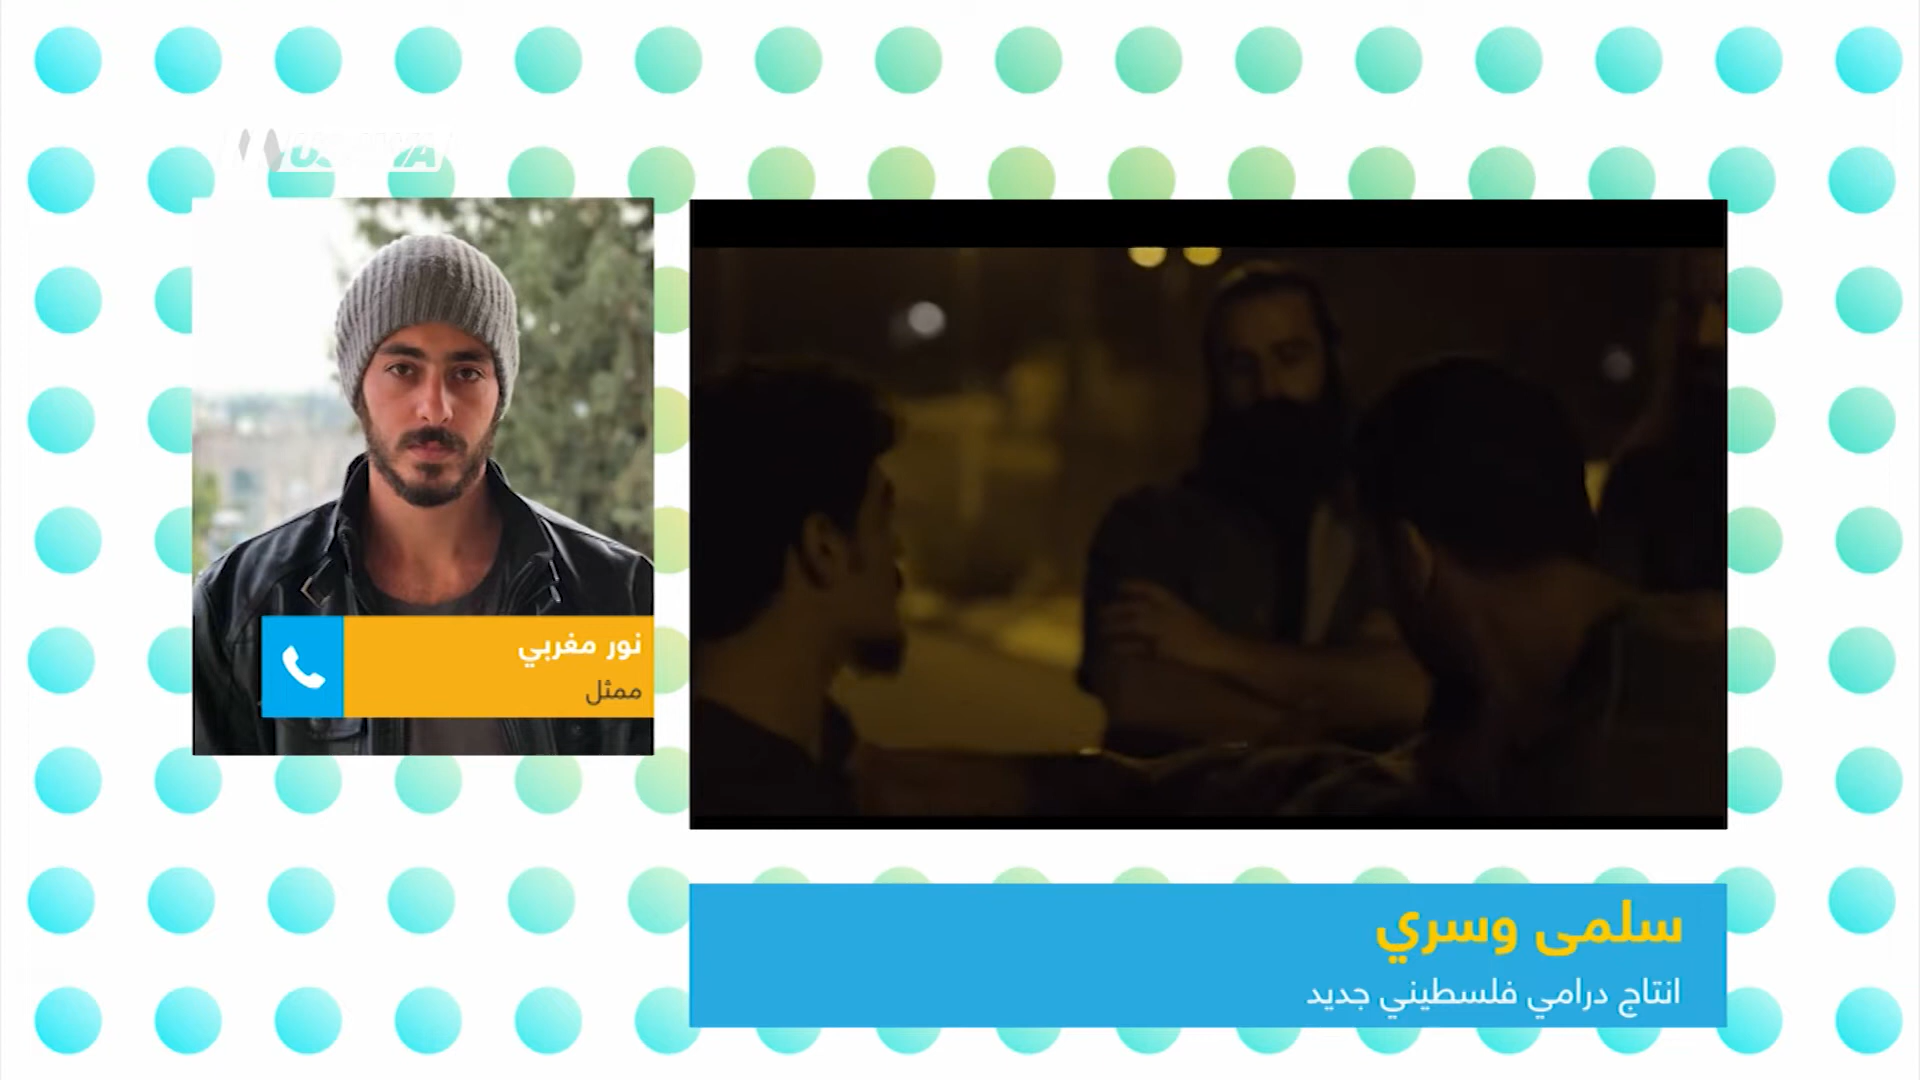 نور مغربي
ممثل
سلمى وسري
انتاج درامي فلسطيني جديد